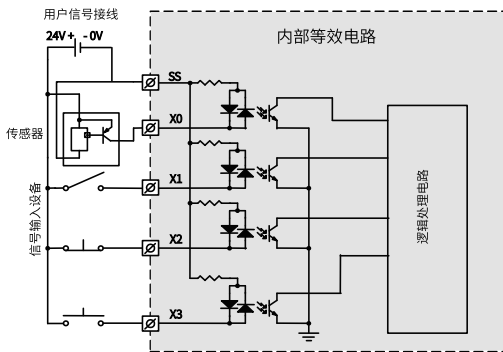 用户信号接线
24V + - 0V
内部等效电路
SS
X0
传感器
X1
信号输入设备
逻辑处理电路
X2
X3